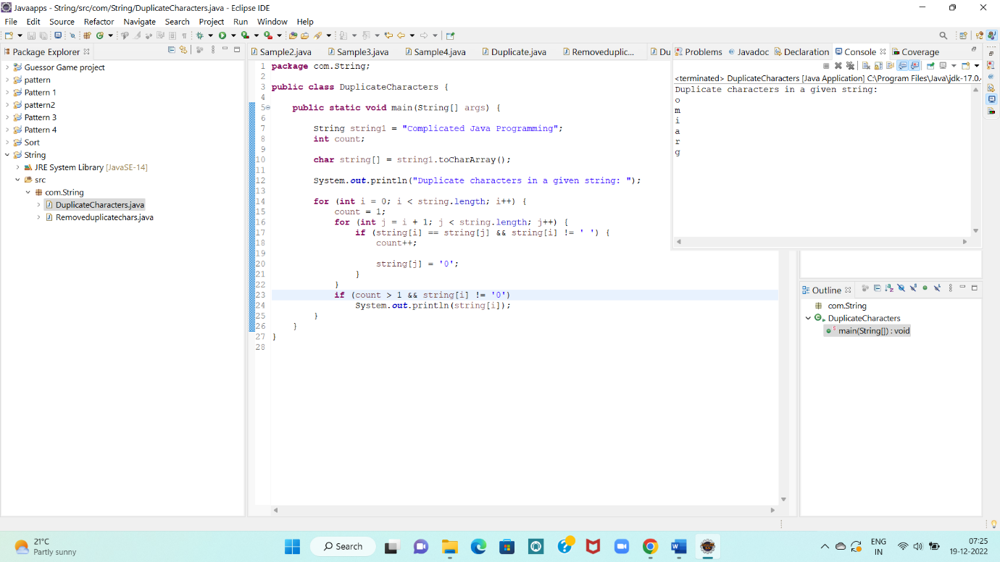 Javaapps - String/src/com/String/DuplicateCharacters.java - Eclipse IDE
File Edit Source Refactor Navigate Search Project Run Window Help
Package Explorer
Guessor Game project
pattern
Pattern 1
pattern2
Pattern 3
Pattern 4
Sort
String
JRE System Library [JavaSE-14]
src
com.String
DuplicateCharacters.java
Removeduplicatechars.java
Sample2.java Sample3.java Sample4.java Duplicate.java Removeduplic... Du
1 package com.String;
2
3 public class DuplicateCharacters {
4
5 public static void main(String[] args) {
6
7 String string1 = "Complicated Java Programming";
8 int count;
9
10 char string[] = string1.toCharArray();
11
12 System.out.println("Duplicate characters in a given string: ");
13
14 for (int i = 0; i < string.length; i++) {
15 count = 1;
16 for (int j = i + 1; j < string.length; j++) {
17 if (string[i] == string[j] && string[i] != ' ') {
18 count++;
19
20 string[j] = '0';
21 }
22 }
23 if (count > 1 && string[i] != '0')
24 System.out.println(string[i]);
25 }
26 }
27 }
28
Problems Javadoc Declaration Console Coverage
<terminated> DuplicateCharacters [Java Application] C:\Program Files\Java\jdk-17.0.
Duplicate characters in a given string:
o
m
i
a
r
g
Outline
com.String
DuplicateCharacters
main(String[]) : void
21°C
Partly sunny
Search
ENG
IN
07:25
19-12-2022